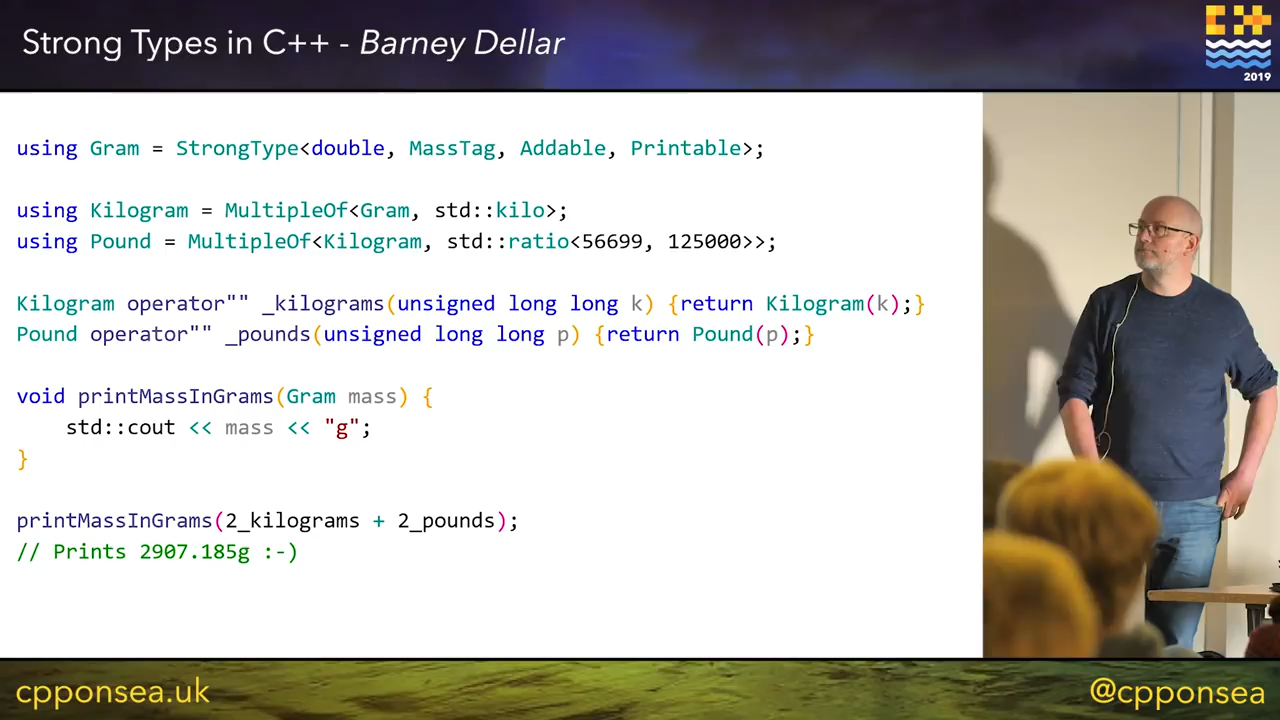 Strong Types in C++ - Barney Dellar
2019
using Gram = StrongType<double, MassTag, Addable, Printable>;
using Kilogram = MultipleOf<Gram, std::kilo>;
using Pound = MultipleOf<Kilogram, std::ratio<56699, 125000>>;
Kilogram operator"" _kilograms(unsigned long long k) {return Kilogram(k);}
Pound operator"" _pounds(unsigned long long p) {return Pound(p);}
void printMassInGrams(Gram mass) {
    std::cout << mass << "g";
}
printMassInGrams(2_kilograms + 2_pounds);
// Prints 2907.185g :-)
cpponsea.uk
@cpponsea